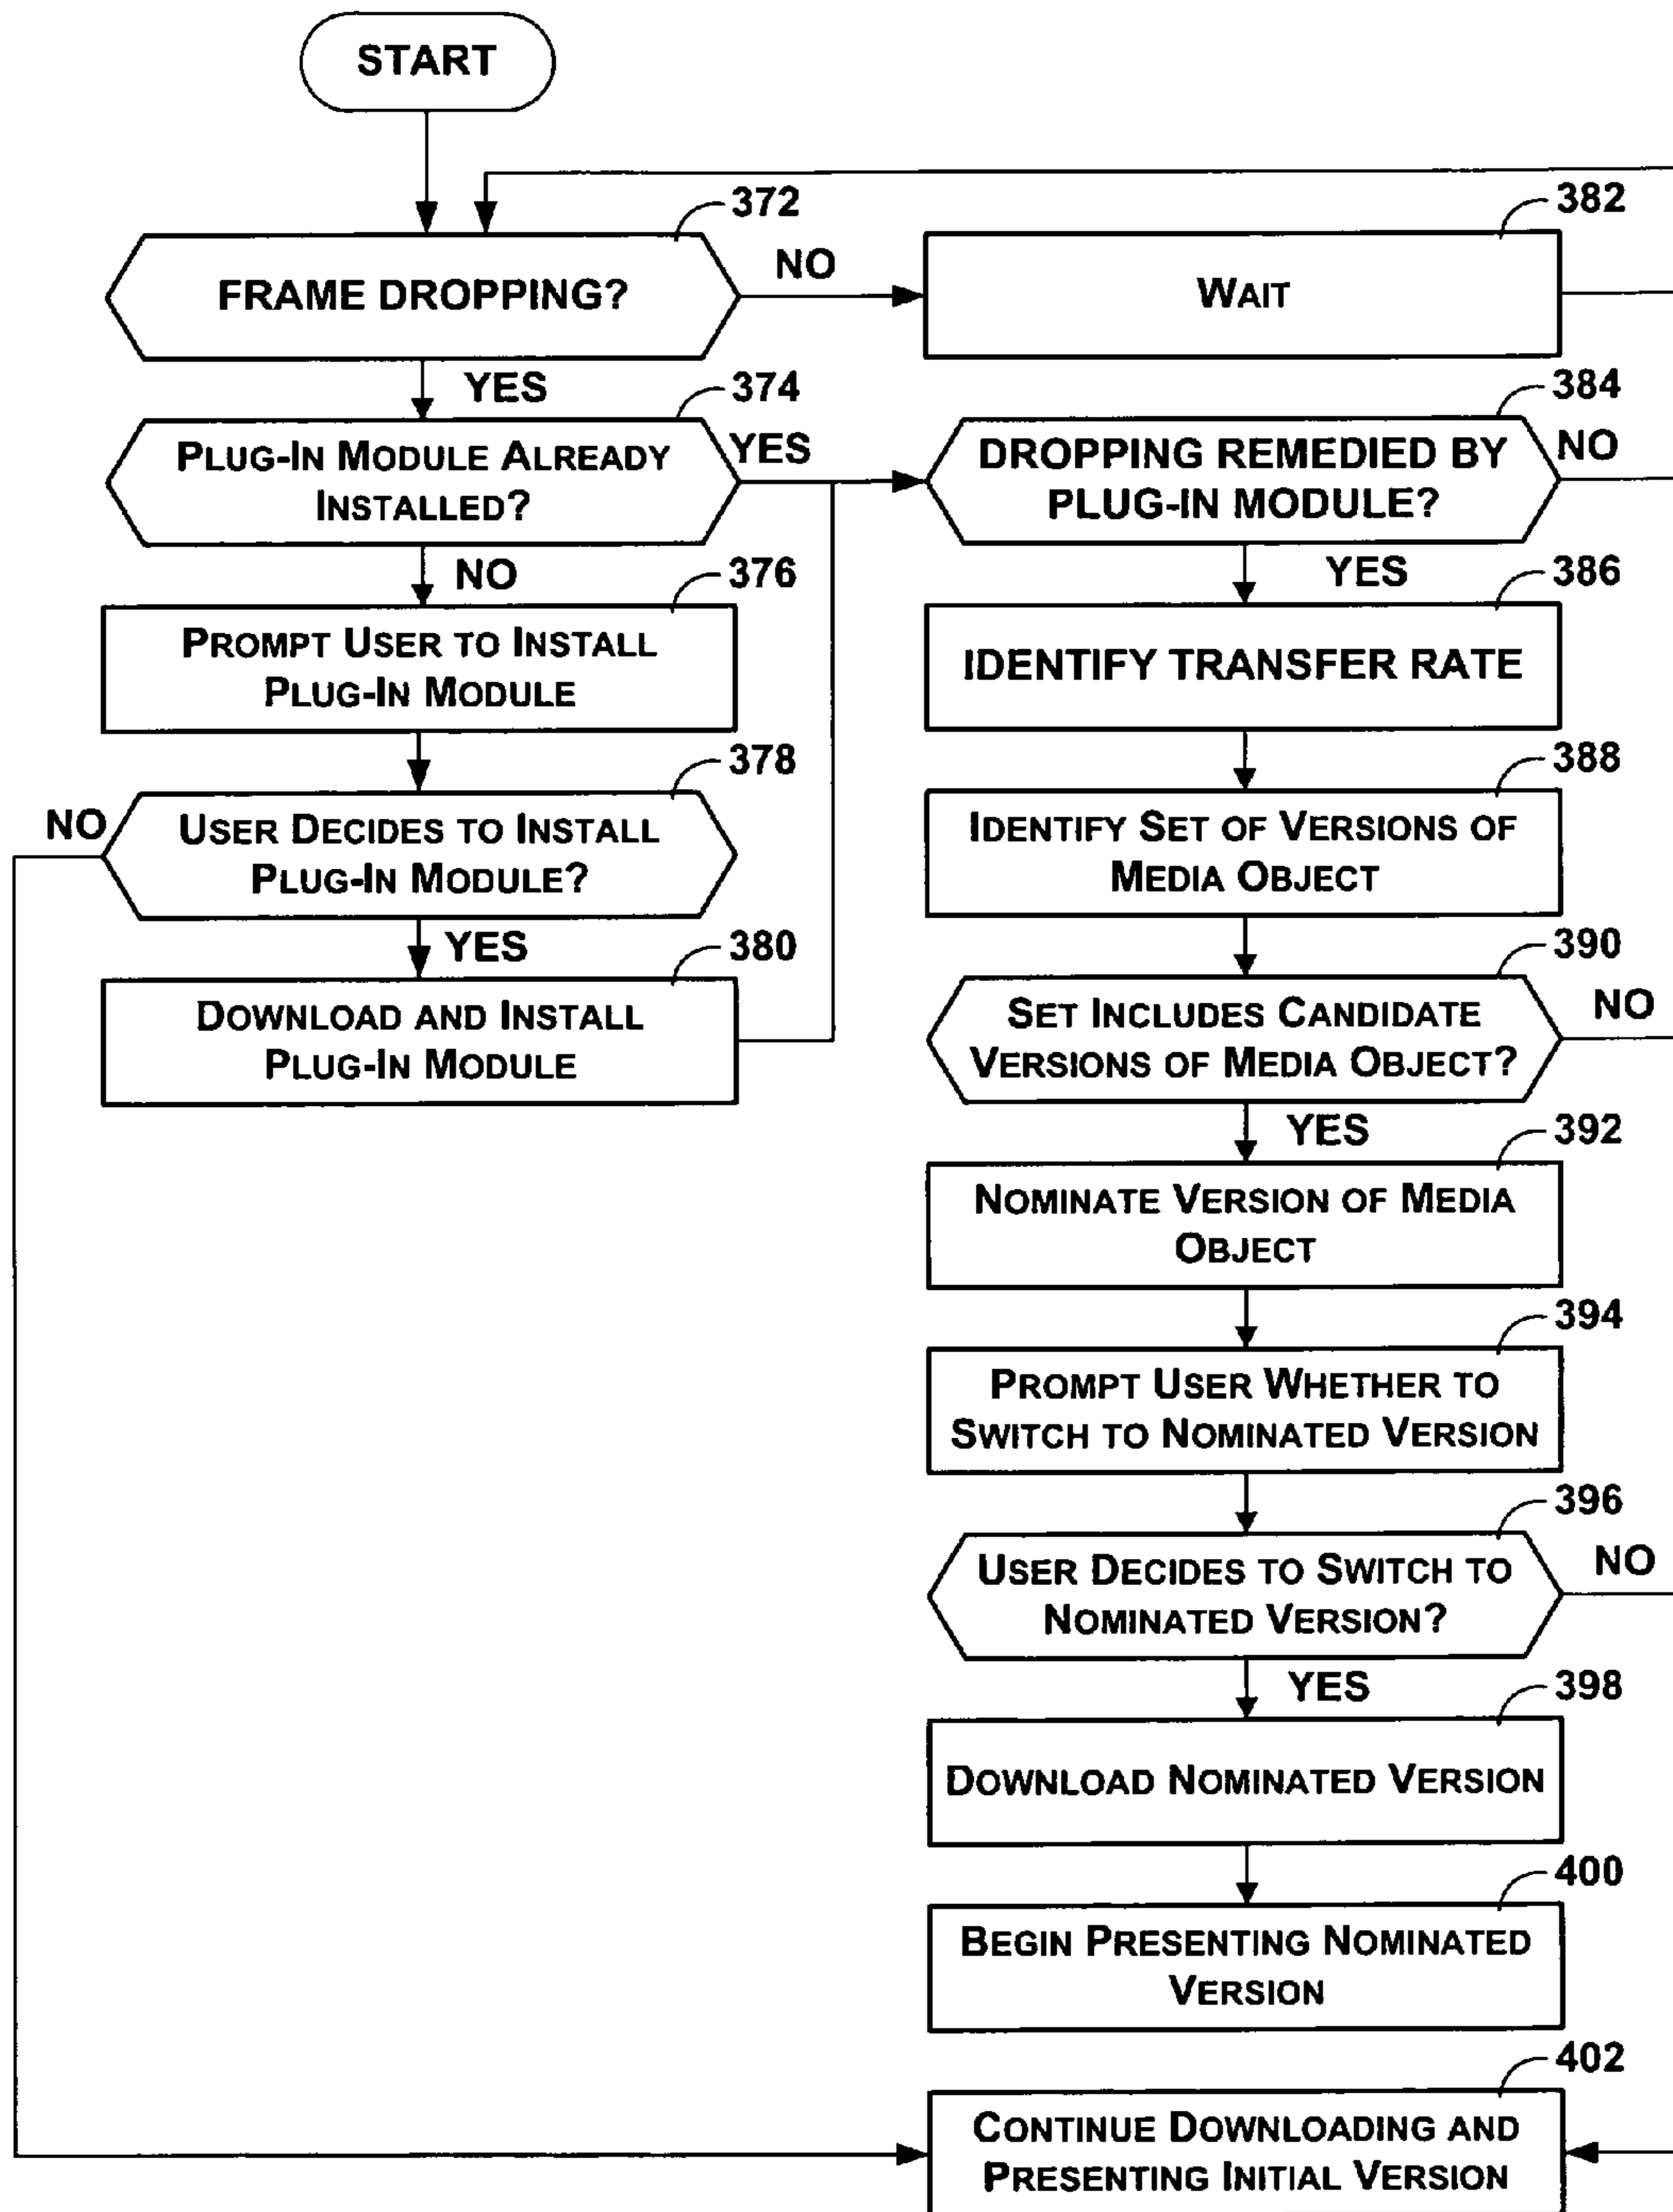 START
372
FRAME DROPPING?
NO
382
WAIT
YES
374
PLUG-IN MODULE ALREADY
INSTALLED?
YES
384
DROPPING REMEDIED BY
PLUG-IN MODULE?
NO
NO
376
PROMPT USER TO INSTALL
PLUG-IN MODULE
YES
386
IDENTIFY TRANSFER RATE
378
NO
USER DECIDES TO INSTALL
PLUG-IN MODULE?
388
IDENTIFY SET OF VERSIONS OF
MEDIA OBJECT
YES
380
DOWNLOAD AND INSTALL
PLUG-IN MODULE
390
SET INCLUDES CANDIDATE
VERSIONS OF MEDIA OBJECT?
NO
YES
392
NOMINATE VERSION OF MEDIA
OBJECT
394
PROMPT USER WHETHER TO
SWITCH TO NOMINATED VERSION
396
USER DECIDES TO SWITCH TO
NOMINATED VERSION?
NO
YES
398
DOWNLOAD NOMINATED VERSION
400
BEGIN PRESENTING NOMINATED
VERSION
402
CONTINUE DOWNLOADING AND
PRESENTING INITIAL VERSION